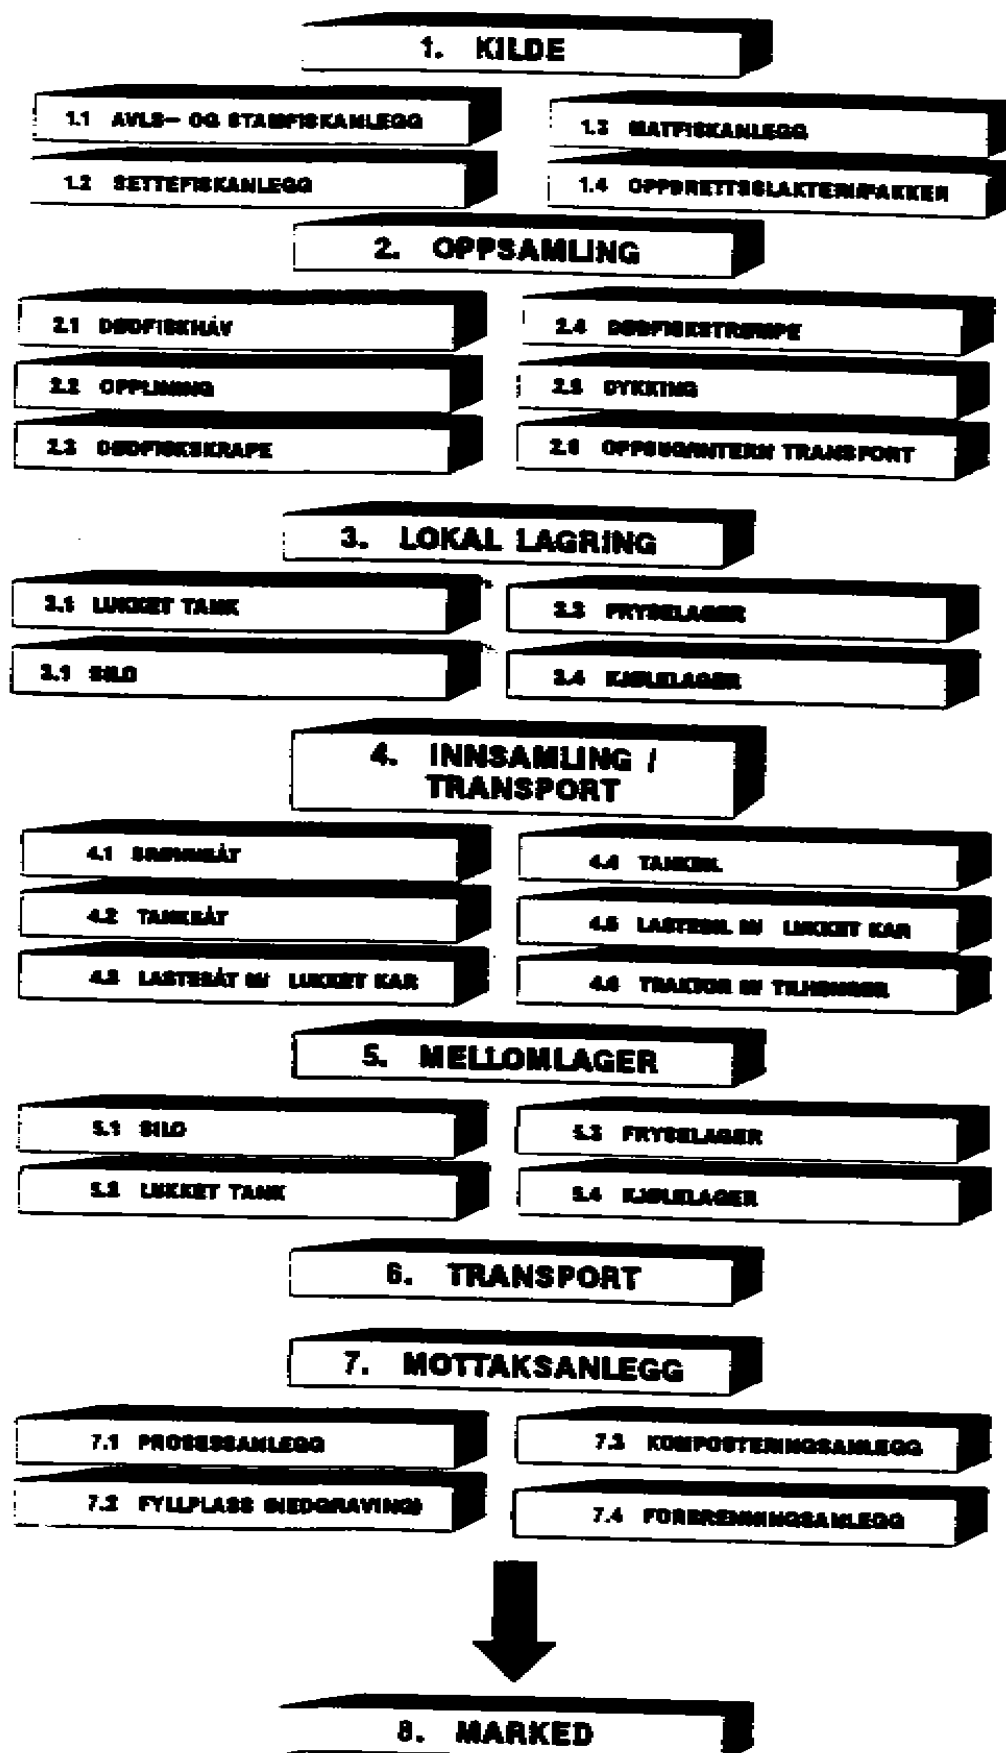 1. KILDE
1.1 AVLS- OG STAMFISKANLEGG
1.3 MATFISKANLEGG
1.2 SETTEFISKANLEGG
1.4 OPPDRETTSSLAKTERI/PAKKER
2. OPPSAMLING
2.1 DØDFISKHÅV
2.4 DØDFISKSTRØMPE
2.2 OPPLINING
2.5 DYKKING
2.3 DØDFISKSKRAPE
2.6 OPPSUG/INTERN TRANSPORT
3. LOKAL LAGRING
3.1 LUKKET TANK
3.3 FRYSELAGER
3.1 SILO
3.4 KJØLELAGER
4. INNSAMLING /
TRANSPORT
4.1 BRØNNBÅT
4.4 TANKBIL
4.2 TANKBÅT
4.5 LASTEBIL M/ LUKKET KAR
4.3 LASTEBÅT M/ LUKKET KAR
4.6 TRAKTOR M/ TILHENGER
5. MELLOMLAGER
5.1 SILO
5.3 FRYSELAGER
5.2 LUKKET TANK
5.4 KJØLELAGER
6. TRANSPORT
7. MOTTAKSANLEGG
7.1 PROSESSANLEGG
7.3 KOMPOSTERINGSANLEGG
7.2 FYLLPLASS (NEDGRAVING)
7.4 FORBRENNINGSANLEGG
8. MARKED